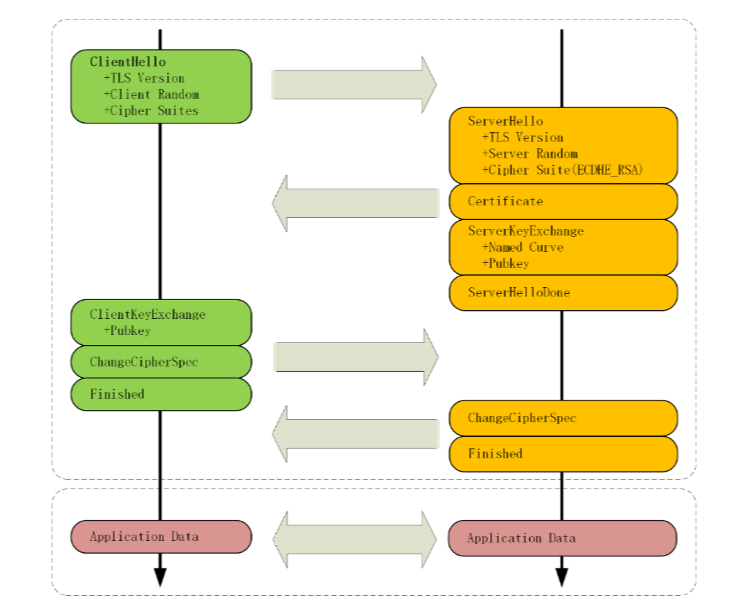 ClientHello
+TLS Version
+Client Random
+Cipher Suites
ServerHello
+TLS Version
+Server Random
+Cipher Suite(ECDHE_RSA)
Certificate
ServerKeyExchange
+Named Curve
+Pubkey
ServerHelloDone
ClientKeyExchange
+Pubkey
ChangeCipherSpec
Finished
ChangeCipherSpec
Finished
Application Data
Application Data